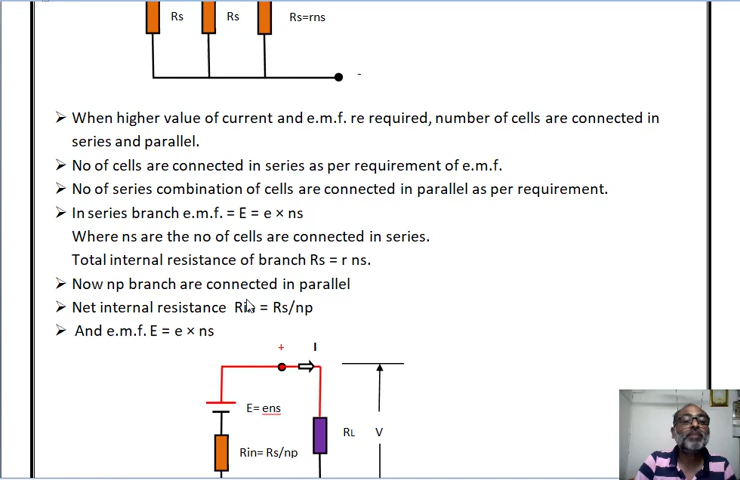 Rs Rs Rs=rns
-
➢ When higher value of current and e.m.f. re required, number of cells are connected in
series and parallel.
➢ No of cells are connected in series as per requirement of e.m.f.
➢ No of series combination of cells are connected in parallel as per requirement.
➢ In series branch e.m.f. = E = e × ns
Where ns are the no of cells are connected in series.
Total internal resistance of branch Rs = r ns.
➢ Now np branch are connected in parallel
➢ Net internal resistance Rins = Rs/np
➢ And e.m.f. E = e × ns
+ I
E= ens
RL V
Rin= Rs/np